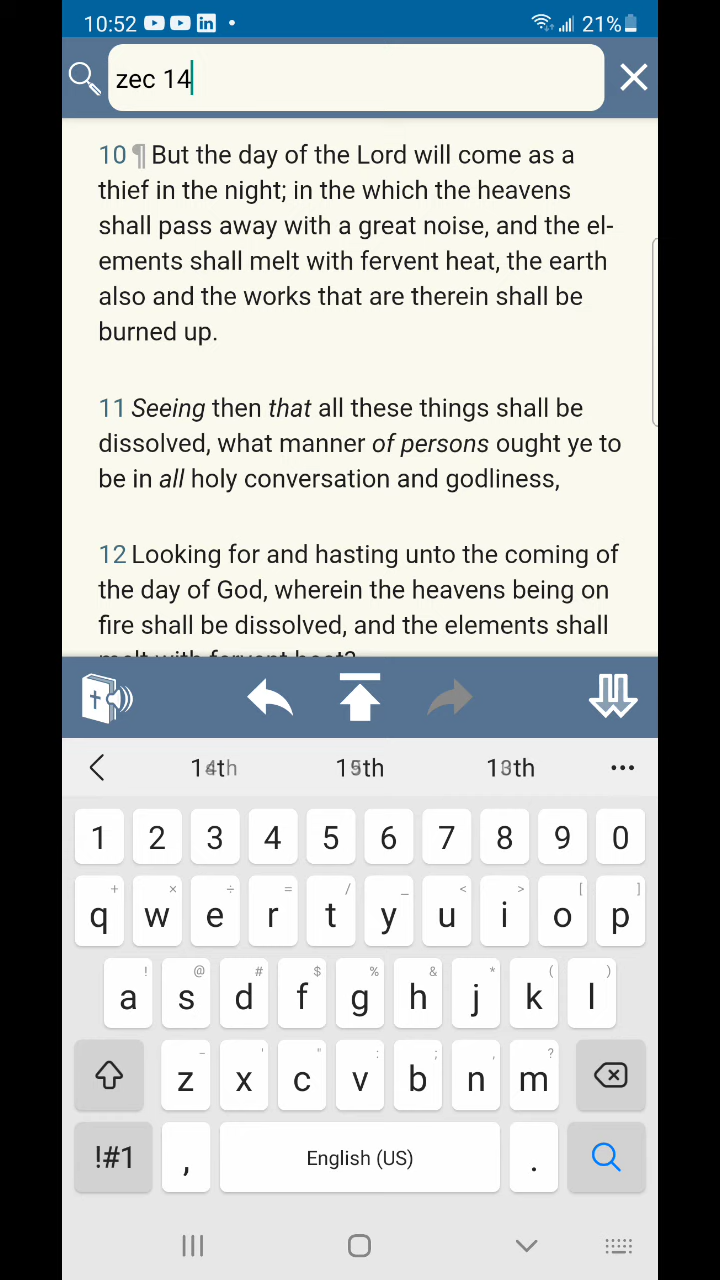 10:52 21%
zec 14
10 ¶ But the day of the Lord will come as a
thief in the night; in the which the heavens
shall pass away with a great noise, and the el-
ements shall melt with fervent heat, the earth
also and the works that are therein shall be
burned up.
11 Seeing then that all these things shall be
dissolved, what manner of persons ought ye to
be in all holy conversation and godliness,
12 Looking for and hasting unto the coming of
the day of God, wherein the heavens being on
fire shall be dissolved, and the elements shall
melt with fervent heat?
1 2 3 4 5 6 7 8 9 0
+ × ÷ = / _ < > [ ]
q w e r t y u i o p
! @ # $ % & * ( )
a s d f g h j k l
- ' " : ; , ?
z x c v b n m
!#1 , English (US) .